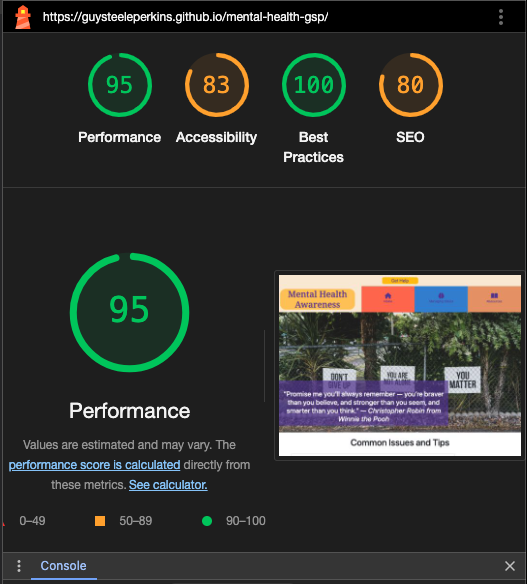 https://guysteeleperkins.github.io/mental-health-gsp/
95
83
100
80
Performance
Accessibility
Best
Practices
SEO
95
Performance
Values are estimated and may vary. The
performance score is calculated directly from
these metrics. See calculator.
0–49
50–89
90–100
Get Help
Mental Health
Awareness
DON'T
GIVE UP
YOU ARE
NOT ALONE
YOU
MATTER
"Promise me you'll always remember — you're braver
than you believe, and stronger than you seem, and
smarter than you think." — Christopher Robin from
Winnie the Pooh
Common Issues and Tips
Console